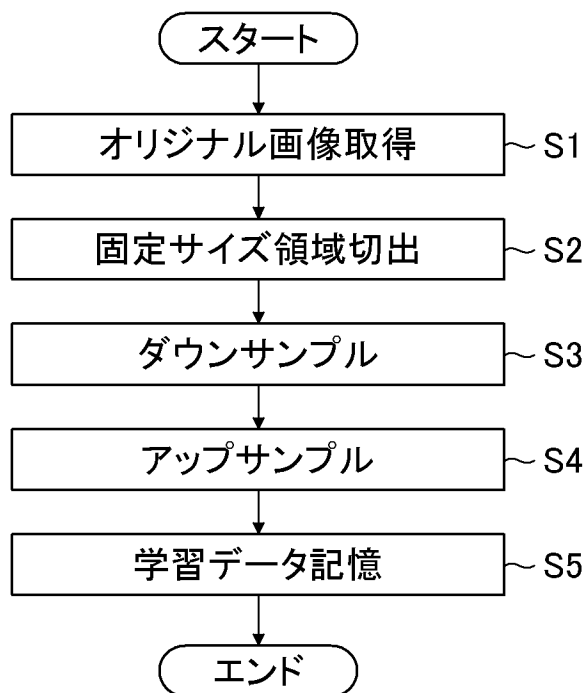 スタート
オリジナル画像取得 S1
固定サイズ領域切出 S2
ダウンサンプル S3
アップサンプル S4
学習データ記憶 S5
エンド